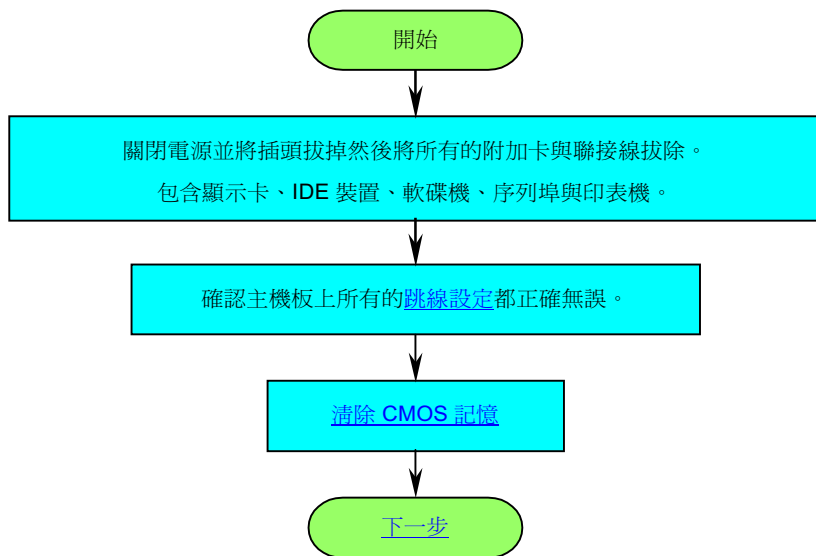 開始
關閉電源並將插頭拔掉然後將所有的附加卡與聯接線拔除。
包含顯示卡、IDE 裝置、軟碟機、序列埠與印表機。
確認主機板上所有的跳線設定都正確無誤。
清除 CMOS 記憶
下一步